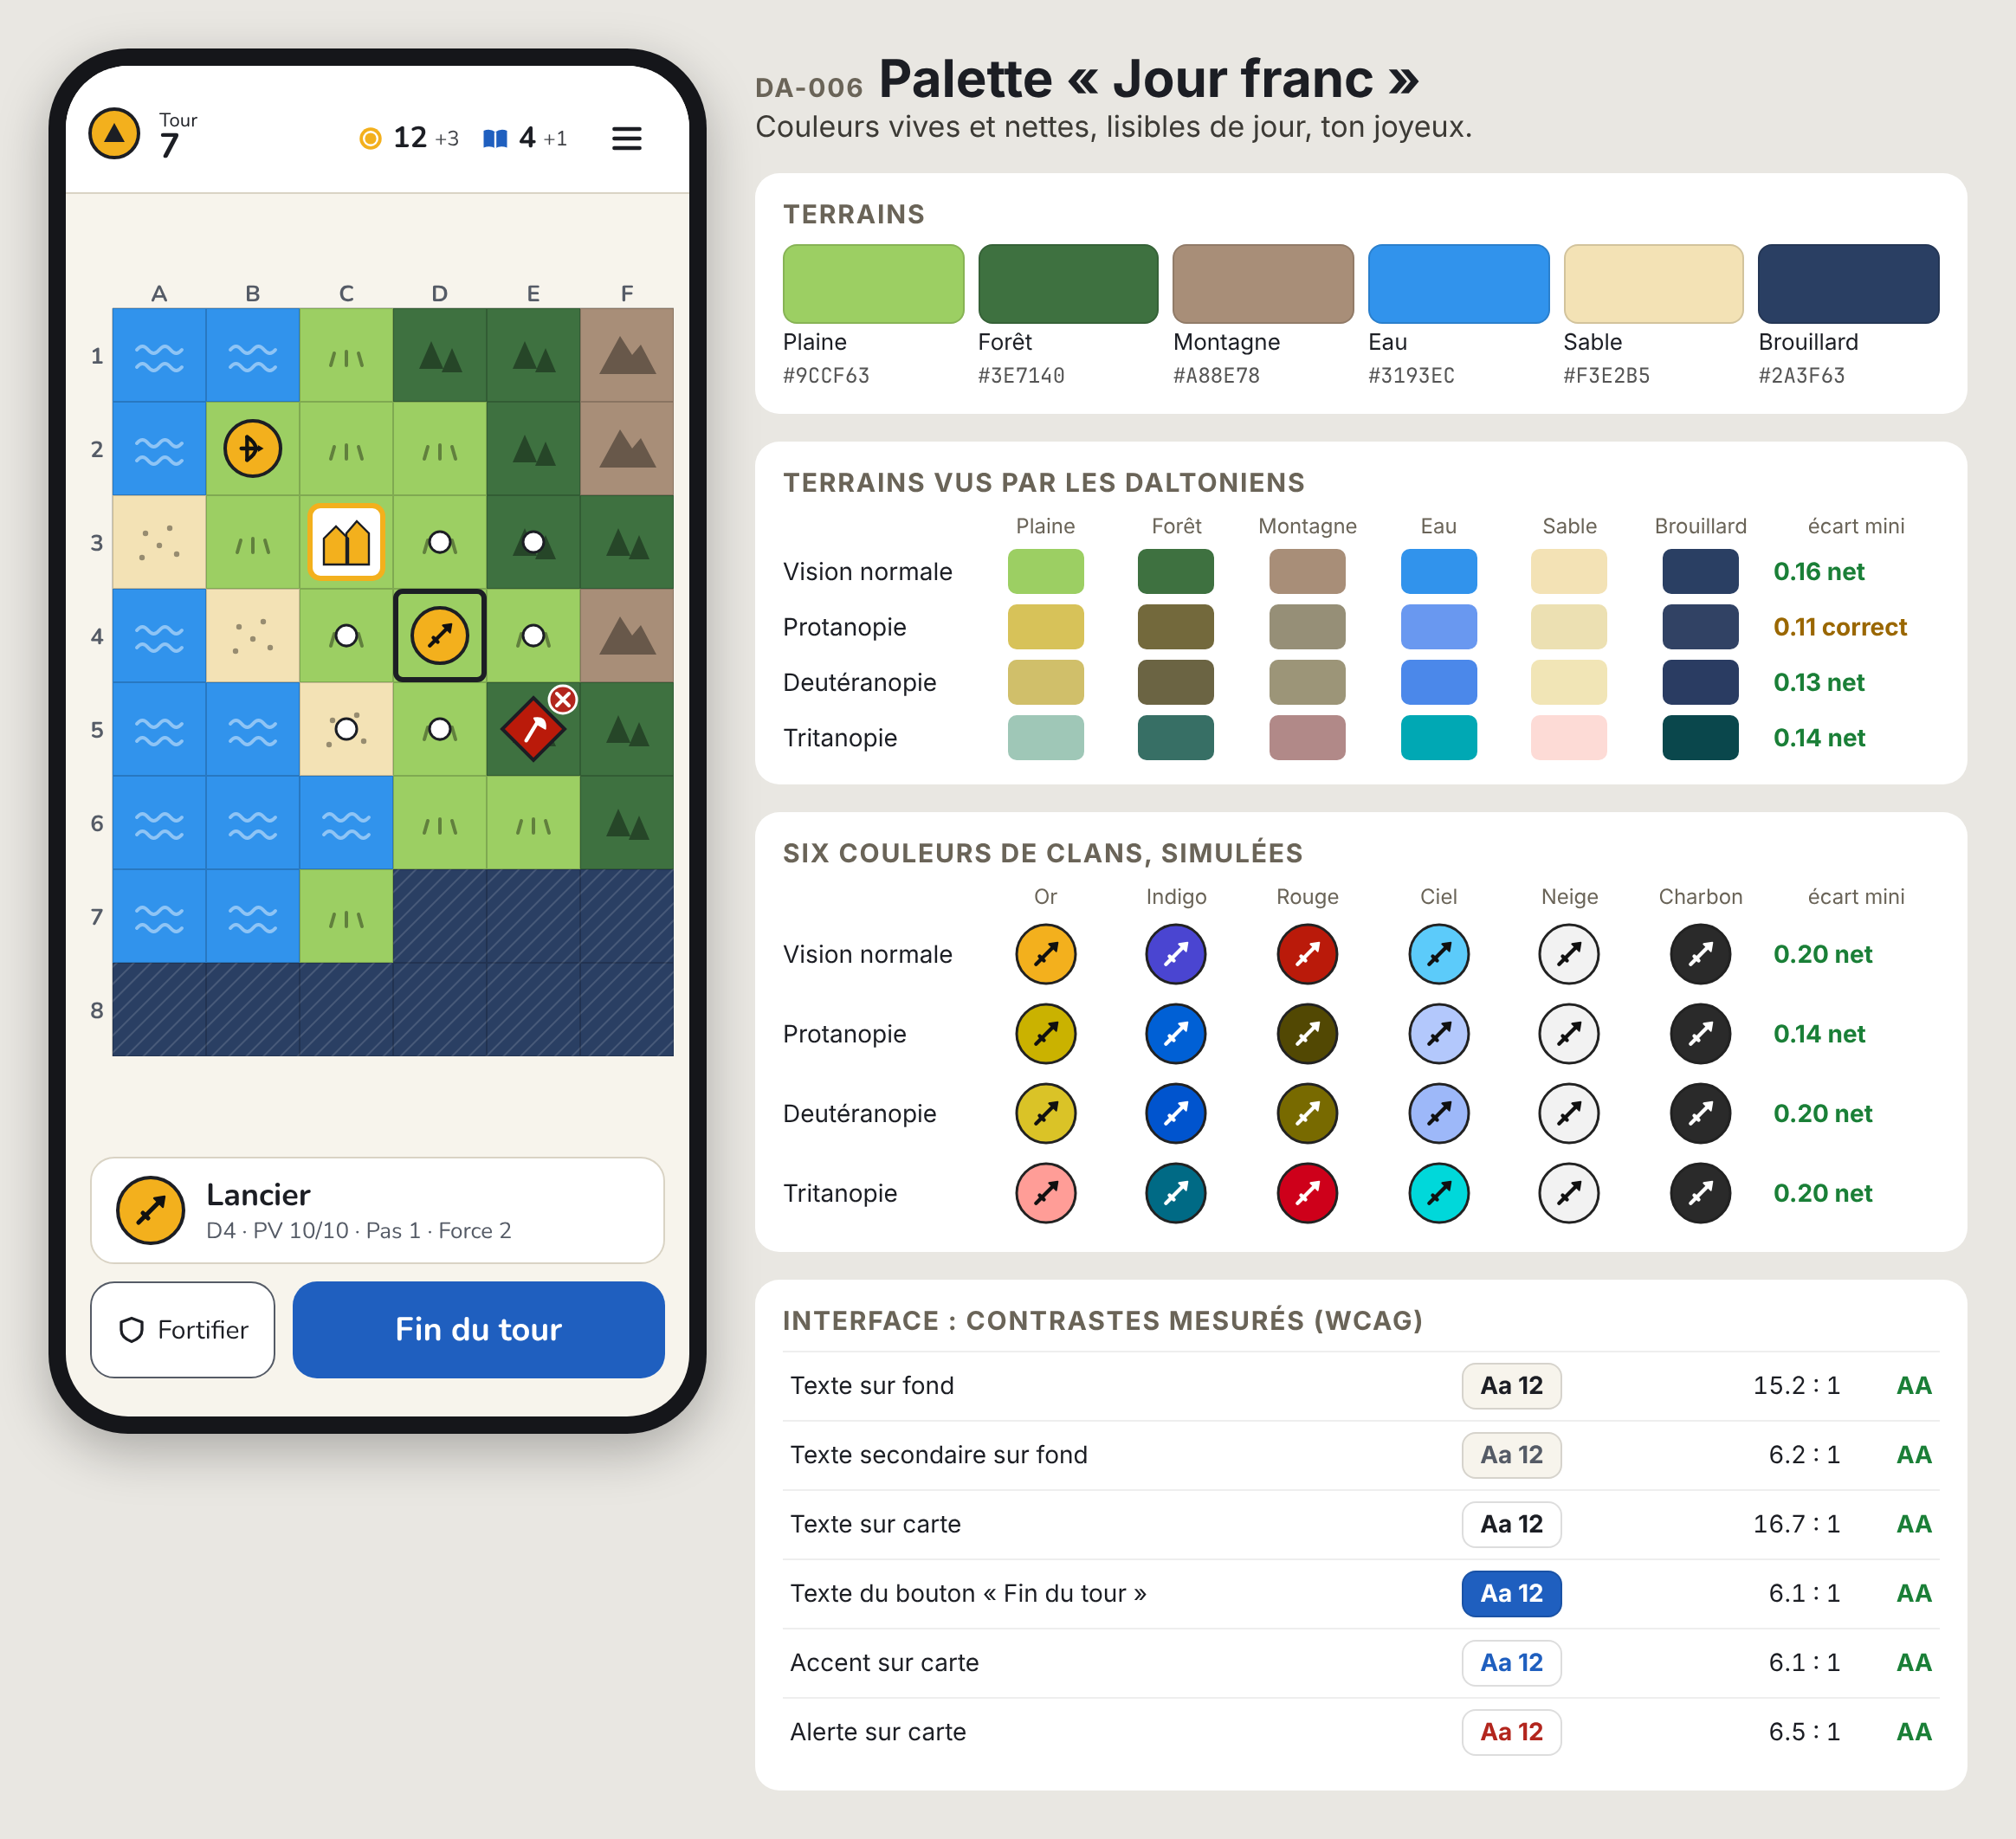 Tour
7
12 +3
4 +1
A B C D E F
1
2
3
4
5
6
7
8
Lancier
D4 · PV 10/10 · Pas 1 · Force 2
Fortifier
Fin du tour
DA-006 Palette « Jour franc »
Couleurs vives et nettes, lisibles de jour, ton joyeux.
TERRAINS
Plaine Forêt Montagne Eau Sable Brouillard
#9CCF63 #3E7140 #A88E78 #3193EC #F3E2B5 #2A3F63
TERRAINS VUS PAR LES DALTONIENS
Plaine Forêt Montagne Eau Sable Brouillard écart mini
Vision normale 0.16 net
Protanopie 0.11 correct
Deutéranopie 0.13 net
Tritanopie 0.14 net
SIX COULEURS DE CLANS, SIMULÉES
Or Indigo Rouge Ciel Neige Charbon écart mini
Vision normale 0.20 net
Protanopie 0.14 net
Deutéranopie 0.20 net
Tritanopie 0.20 net
INTERFACE : CONTRASTES MESURÉS (WCAG)
Texte sur fond Aa 12 15.2 : 1 AA
Texte secondaire sur fond Aa 12 6.2 : 1 AA
Texte sur carte Aa 12 16.7 : 1 AA
Texte du bouton « Fin du tour » Aa 12 6.1 : 1 AA
Accent sur carte Aa 12 6.1 : 1 AA
Alerte sur carte Aa 12 6.5 : 1 AA